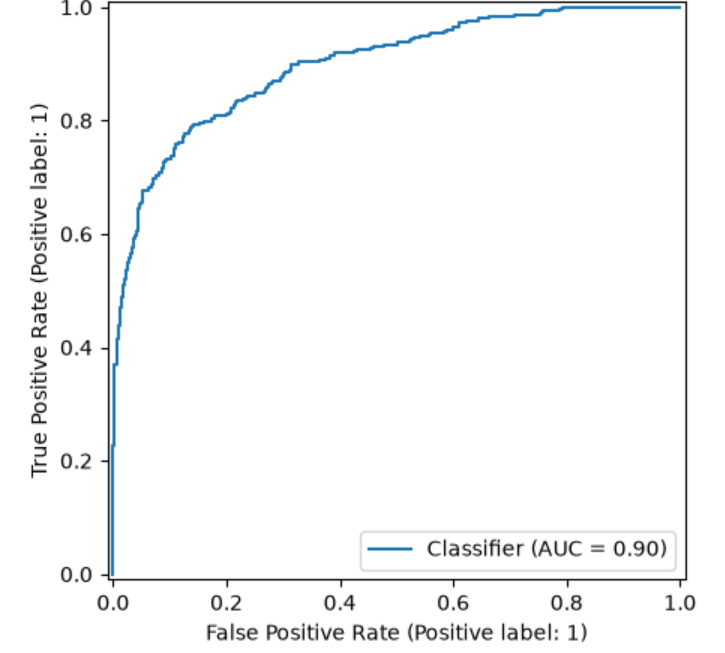 1.0
0.8
0.6
0.4
0.2
0.0
True Positive Rate (Positive label: 1)
Classifier (AUC = 0.90)
0.0 0.2 0.4 0.6 0.8 1.0
False Positive Rate (Positive label: 1)